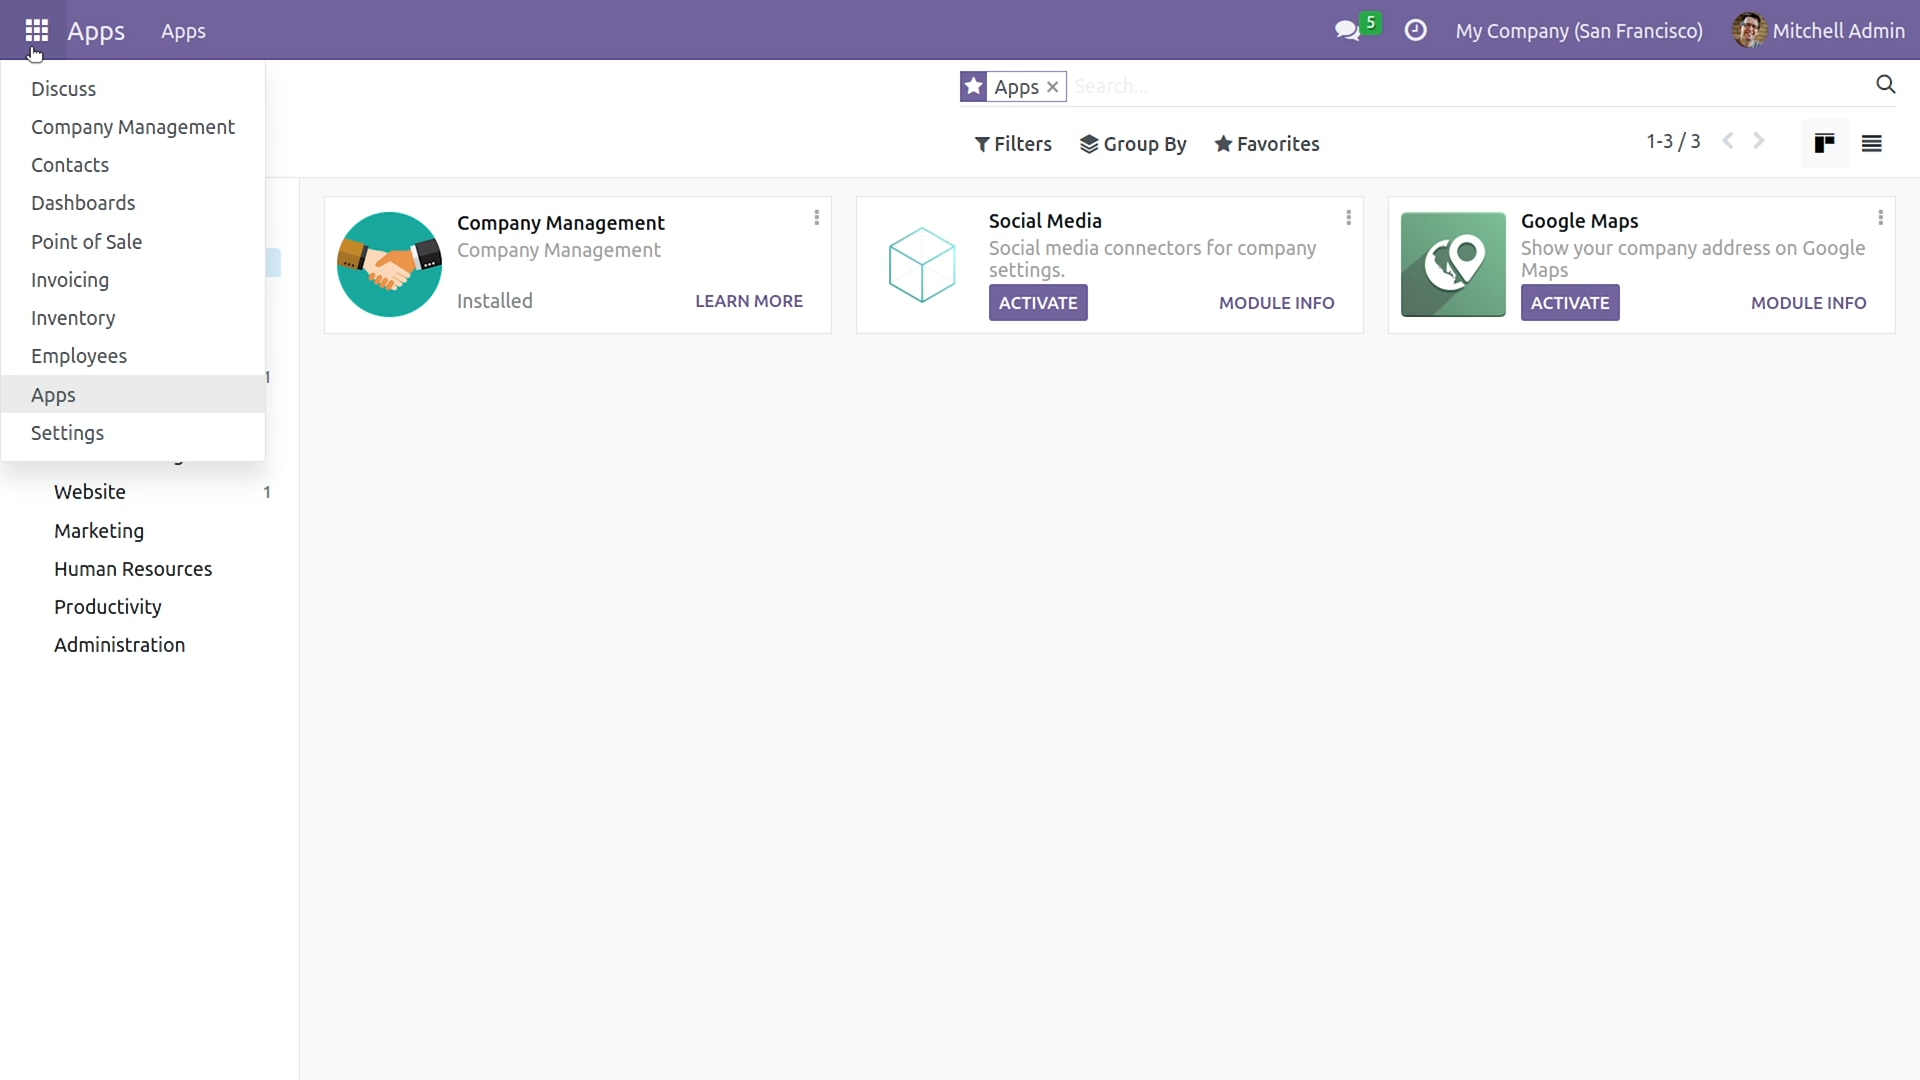 Apps
Apps
5
My Company (San Francisco)
Mitchell Admin
Discuss
Company Management
Contacts
Dashboards
Point of Sale
Invoicing
Inventory
Employees
Apps
Settings
Apps
Search...
Filters
Group By
Favorites
1-3 / 3
1
Website 1
Marketing
Human Resources
Productivity
Administration
Company Management
Company Management
Installed
LEARN MORE
Social Media
Social media connectors for company
settings.
ACTIVATE
MODULE INFO
Google Maps
Show your company address on Google
Maps
ACTIVATE
MODULE INFO